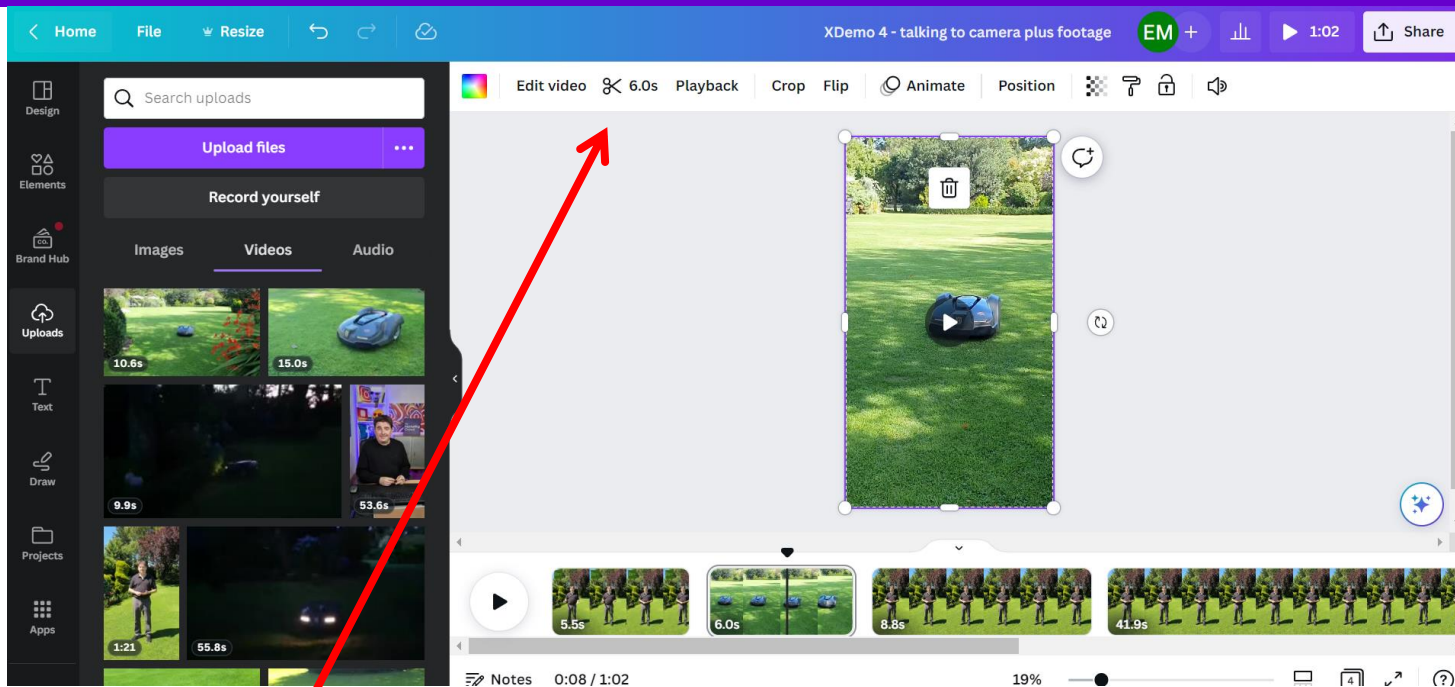 Home File Resize XDemo 4 - talking to camera plus footage EM + 1:02 Share
Edit video 6.0s Playback Crop Flip Animate Position
Design
Elements
CO.
Brand Hub
Uploads
Text
Draw
Projects
Apps
Search uploads
Upload files
Record yourself
Images Videos Audio
10.6s 15.0s
9.9s 53.6s
1:21 55.8s
5.5s 6.0s 8.8s 41.9s
Notes 0:08 / 1:02 19% 4 ?